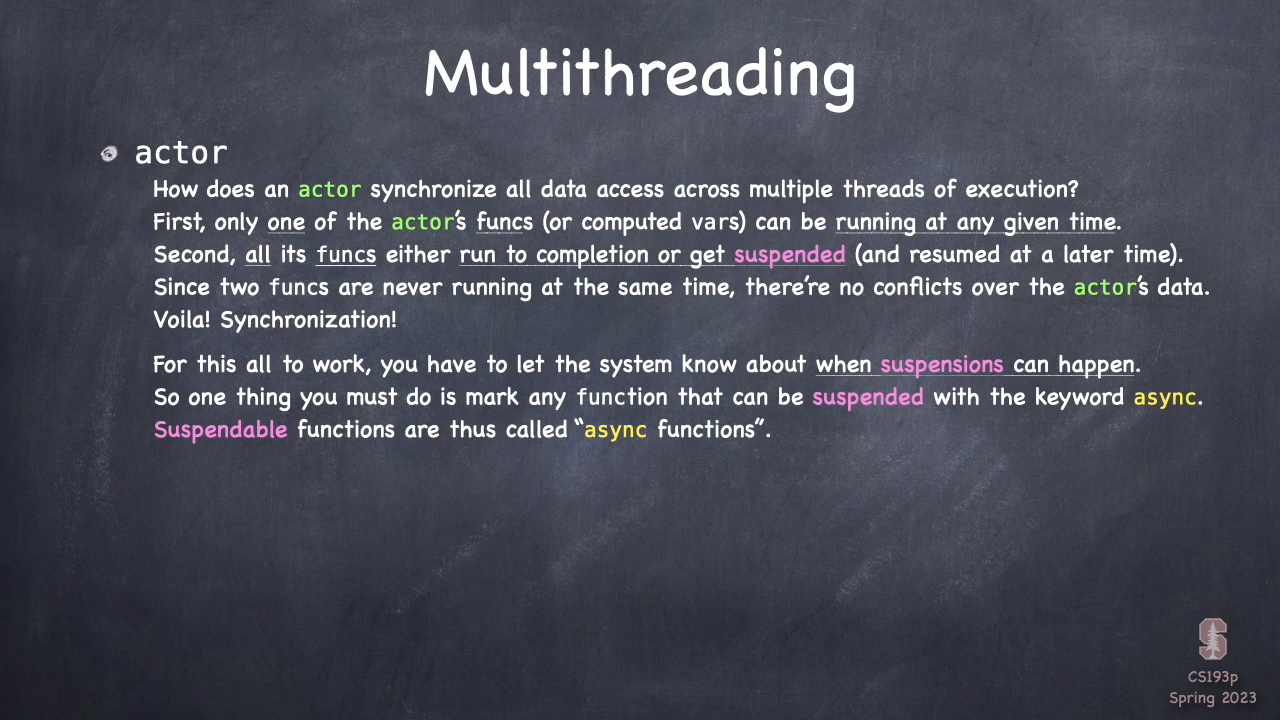 Multithreading
actor
How does an actor synchronize all data access across multiple threads of execution?
First, only one of the actor’s funcs (or computed vars) can be running at any given time.
Second, all its funcs either run to completion or get suspended (and resumed at a later time).
Since two funcs are never running at the same time, there’re no conflicts over the actor’s data.
Voila! Synchronization!
For this all to work, you have to let the system know about when suspensions can happen.
So one thing you must do is mark any function that can be suspended with the keyword async.
Suspendable functions are thus called “async functions”.
S
CS193p
Spring 2023